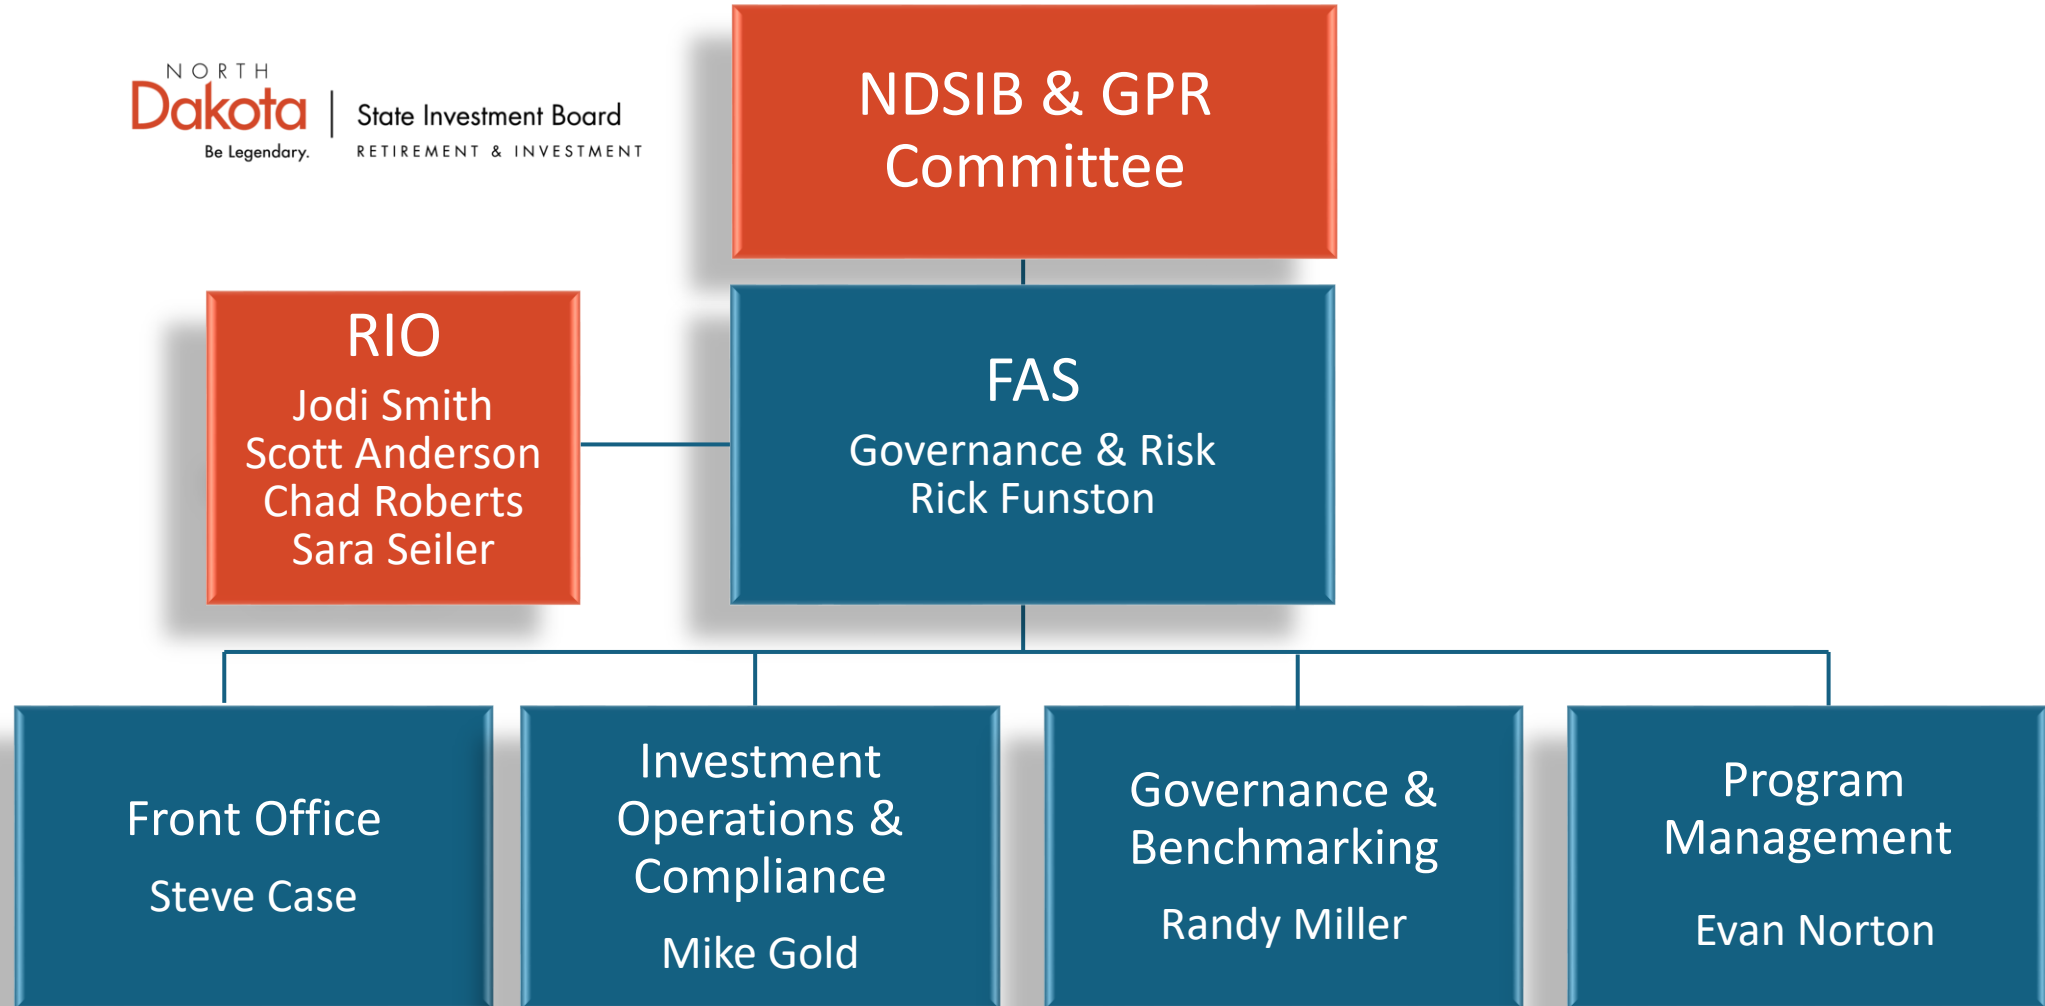 NORTH
Dakota
Be Legendary.
State Investment Board
RETIREMENT & INVESTMENT
NDSIB & GPR
Committee
RIO
Jodi Smith
Scott Anderson
Chad Roberts
Sara Seiler
FAS
Governance & Risk
Rick Funston
Front Office
Steve Case
Investment
Operations &
Compliance
Mike Gold
Governance &
Benchmarking
Randy Miller
Program
Management
Evan Norton